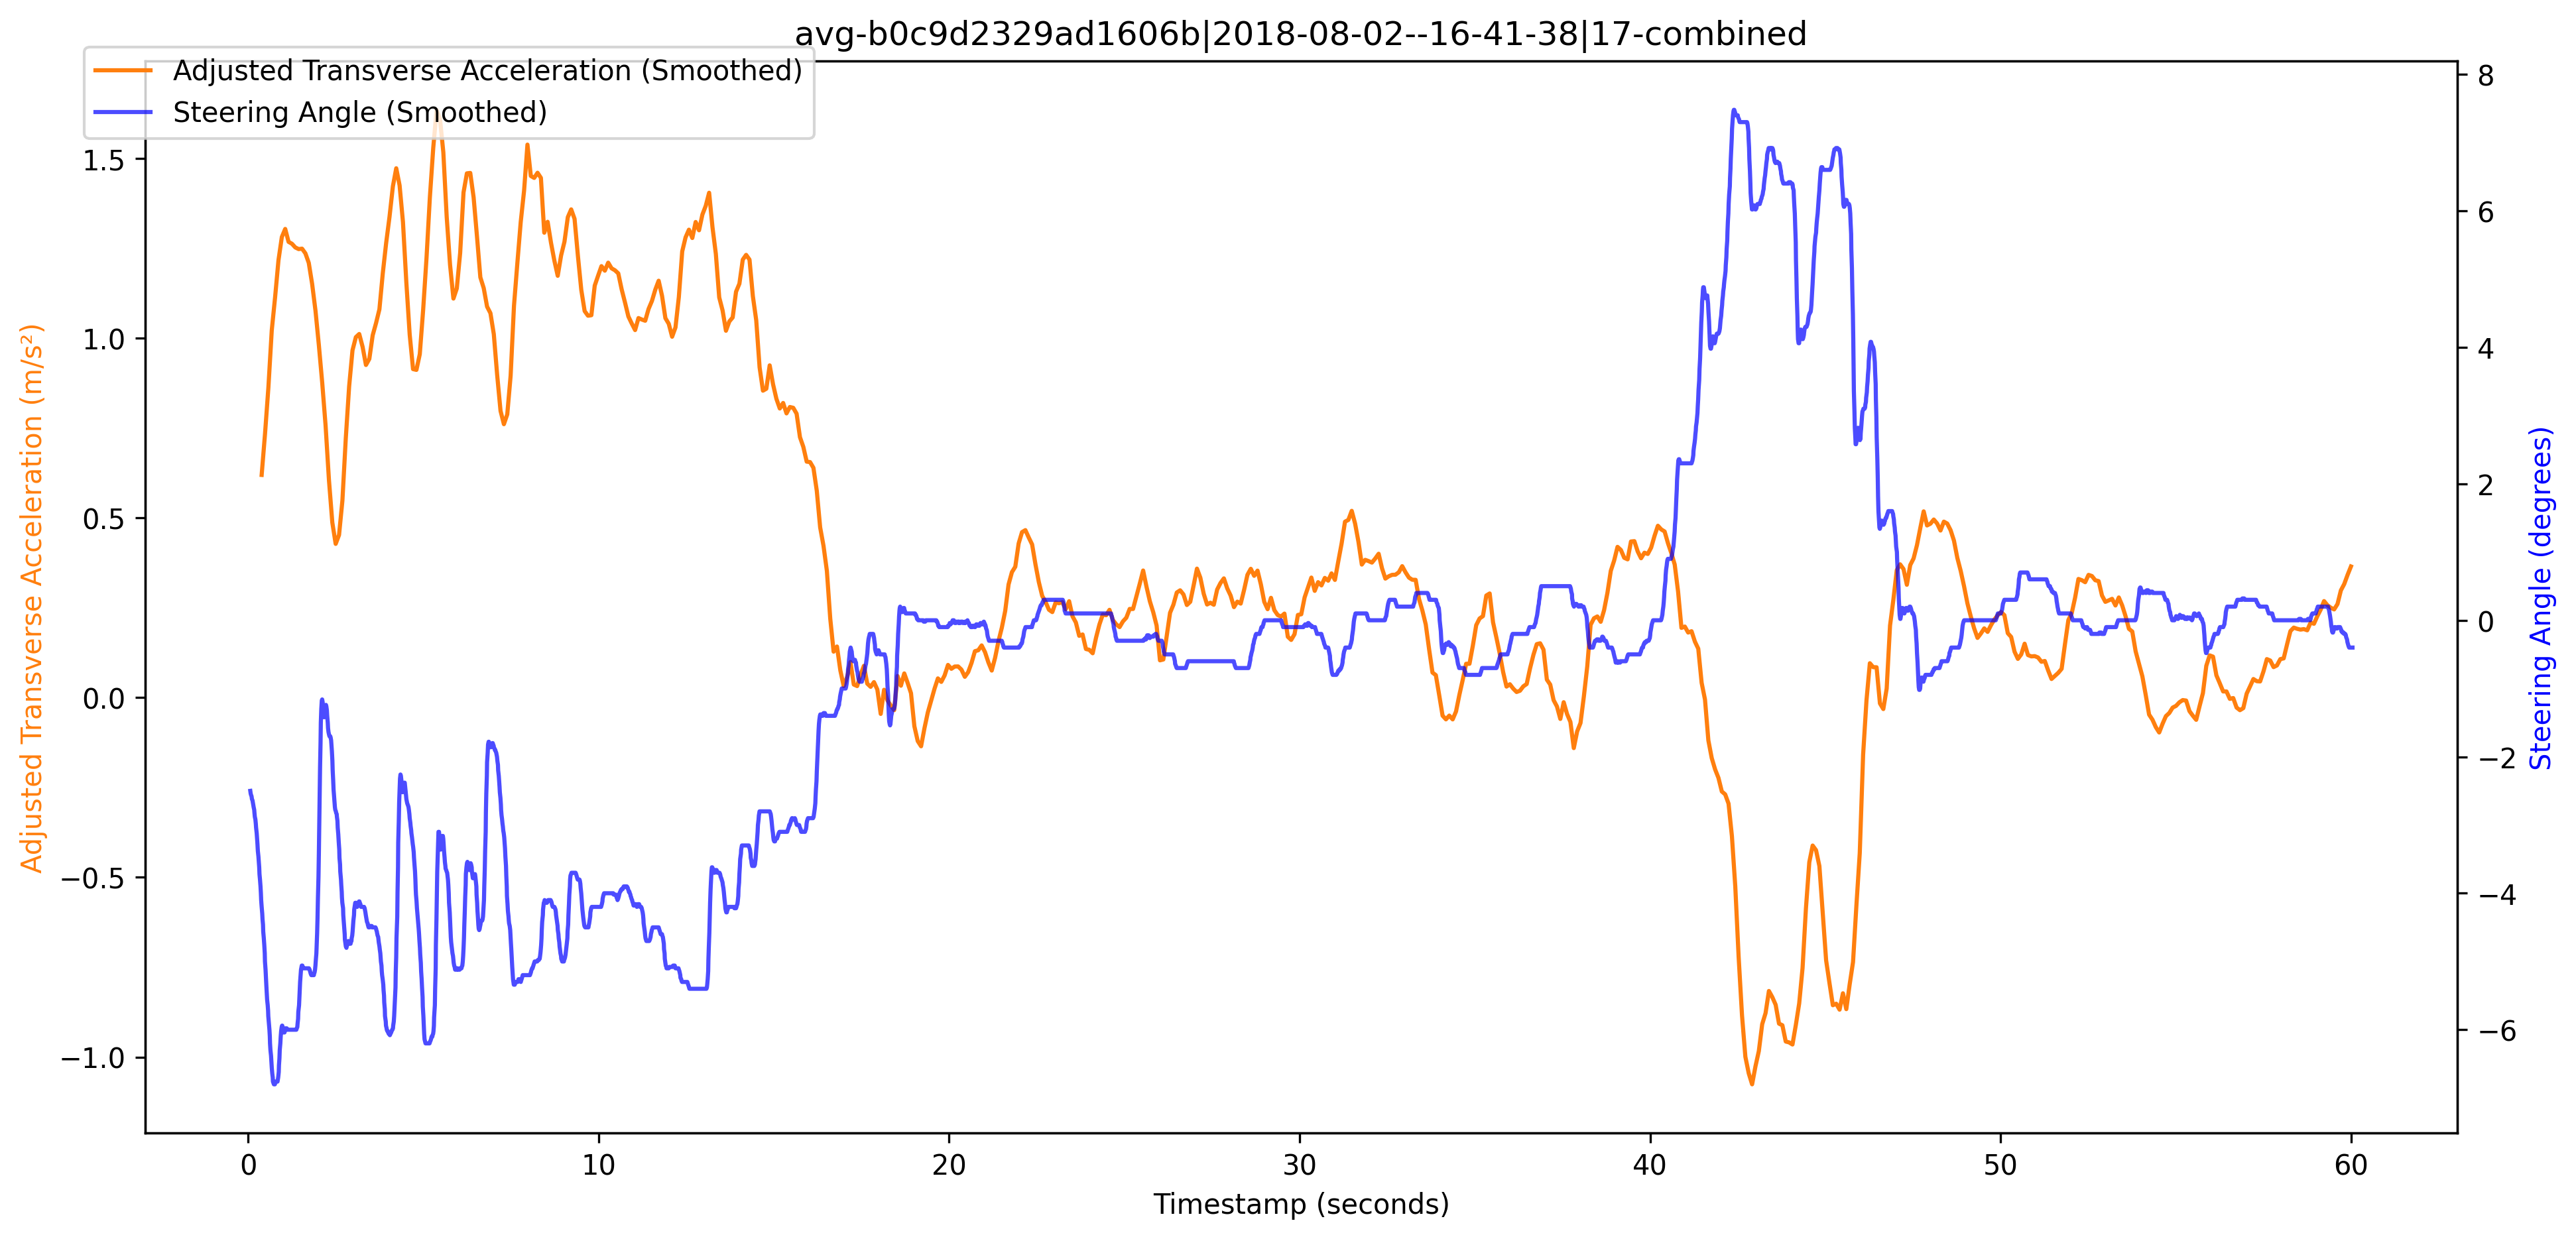 avg-b0c9d2329ad1606b|2018-08-02--16-41-38|17-combined
Adjusted Transverse Acceleration (Smoothed)
Steering Angle (Smoothed)
Adjusted Transverse Acceleration (m/s²)
1.5
1.0
0.5
0.0
−0.5
−1.0
8
6
4
2
0
−2
−4
−6
Steering Angle (degrees)
0 10 20 30 40 50 60
Timestamp (seconds)